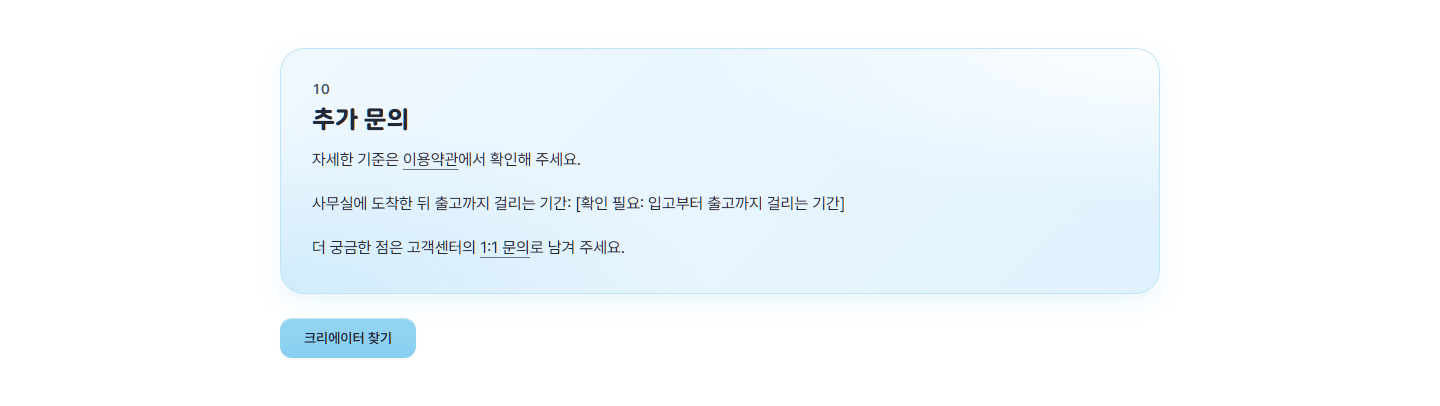 10
추가 문의
자세한 기준은 이용약관에서 확인해 주세요.
사무실에 도착한 뒤 출고까지 걸리는 기간: [확인 필요: 입고부터 출고까지 걸리는 기간]
더 궁금한 점은 고객센터의 1:1 문의로 남겨 주세요.
크리에이터 찾기